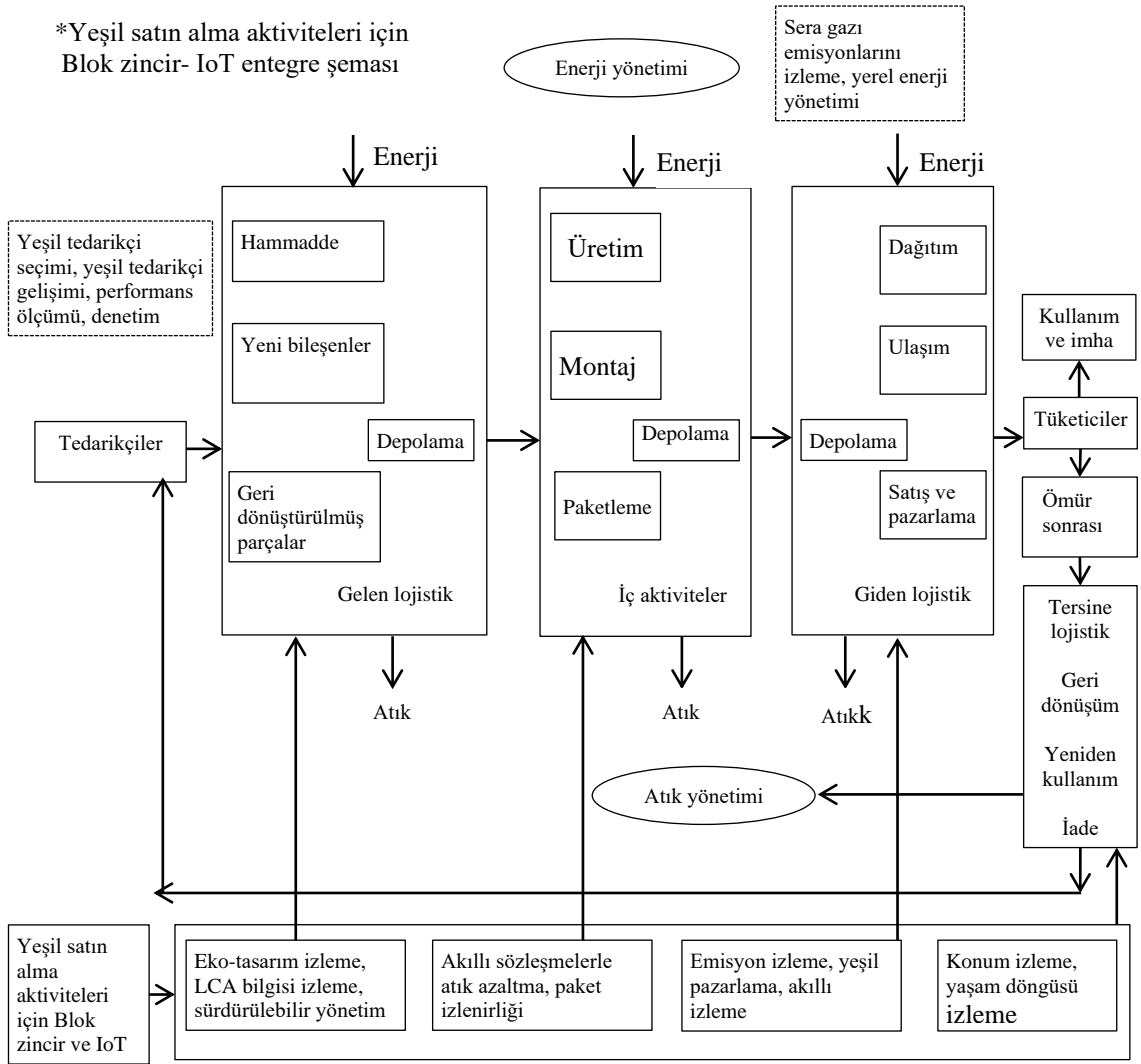 *Yeşil satın alma aktiviteleri için
Blok zincir- IoT entegre şeması
Enerji yönetimi
Sera gazı
emisyonlarını
izleme, yerel enerji
yönetimi
Enerji
Enerji
Enerji
Yeşil tedarikçi
seçimi, yeşil tedarikçi
gelişimi, performans
ölçümü, denetim
Tedarikçiler
Hammadde
Yeni bileşenler
Depolama
Geri
dönüştürülmüş
parçalar
Gelen lojistik
Üretim
Montaj
Depolama
Paketleme
İç aktiviteler
Dağıtım
Ulaşım
Depolama
Satış ve
pazarlama
Giden lojistik
Kullanım
ve imha
Tüketiciler
Ömür
sonrası
Tersine
lojistik
Geri
dönüşüm
Yeniden
kullanım
İade
Atık
Atık
Atıkk
Atık yönetimi
Yeşil satın
alma
aktiviteleri
için Blok
zincir ve IoT
Eko-tasarım izleme,
LCA bilgisi izleme,
sürdürülebilir yönetim
Akıllı sözleşmelerle
atık azaltma, paket
izlenirliği
Emisyon izleme, yeşil
pazarlama, akıllı
izleme
Konum izleme,
yaşam döngüsü
izleme